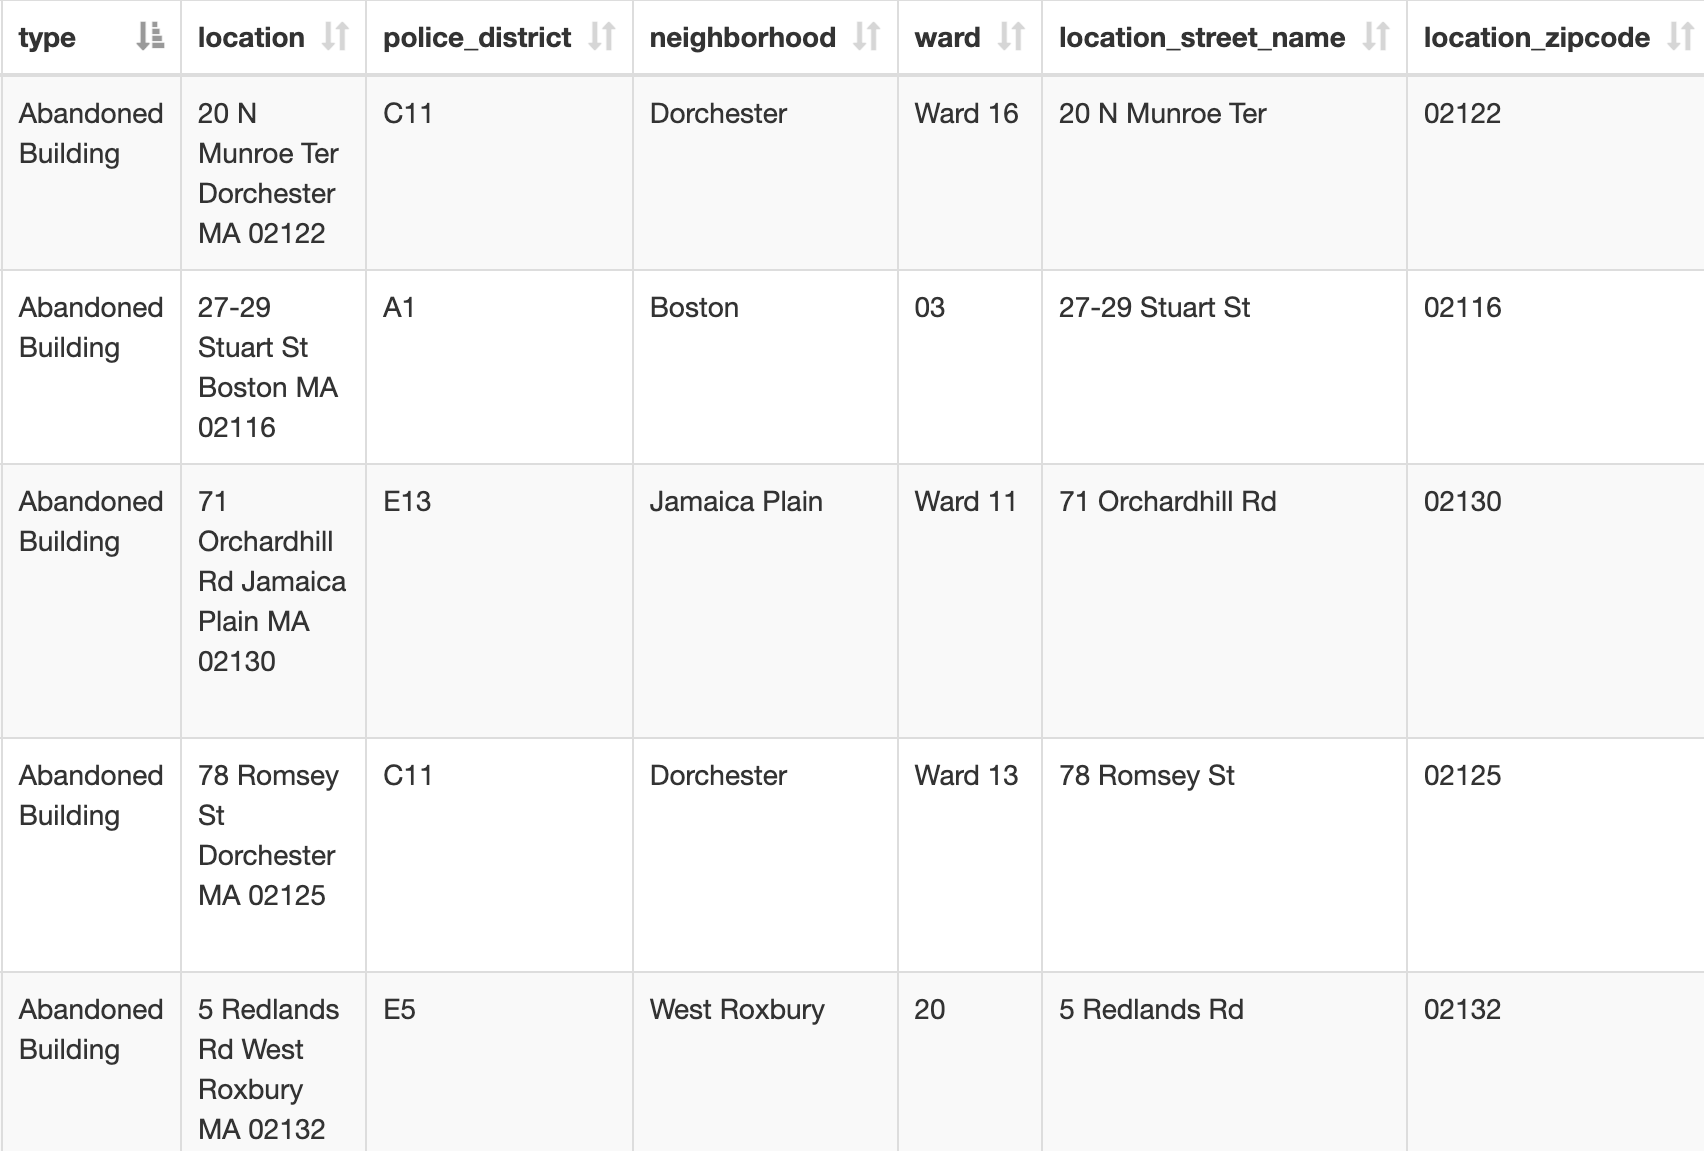 type location police_district neighborhood ward location_street_name location_zipcode
Abandoned 20 N C11 Dorchester Ward 16 20 N Munroe Ter 02122
Building Munroe Ter
Dorchester
MA 02122
Abandoned 27-29 A1 Boston 03 27-29 Stuart St 02116
Building Stuart St
Boston MA
02116
Abandoned 71 E13 Jamaica Plain Ward 11 71 Orchardhill Rd 02130
Building Orchardhill
Rd Jamaica
Plain MA
02130
Abandoned 78 Romsey C11 Dorchester Ward 13 78 Romsey St 02125
Building St
Dorchester
MA 02125
Abandoned 5 Redlands E5 West Roxbury 20 5 Redlands Rd 02132
Building Rd West
Roxbury
MA 02132